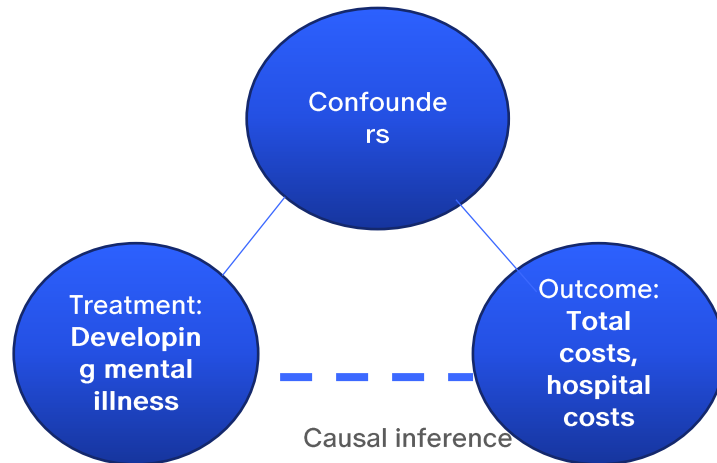 Confounde
rs
Treatment:
Developin
g mental
illness
Outcome:
Total
costs,
hospital
costs
Causal inference